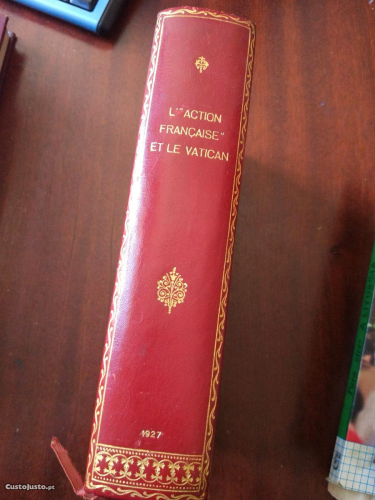 L'"ACTION
FRANÇAISE"
ET LE VATICAN
1927
CustoJusto.pt